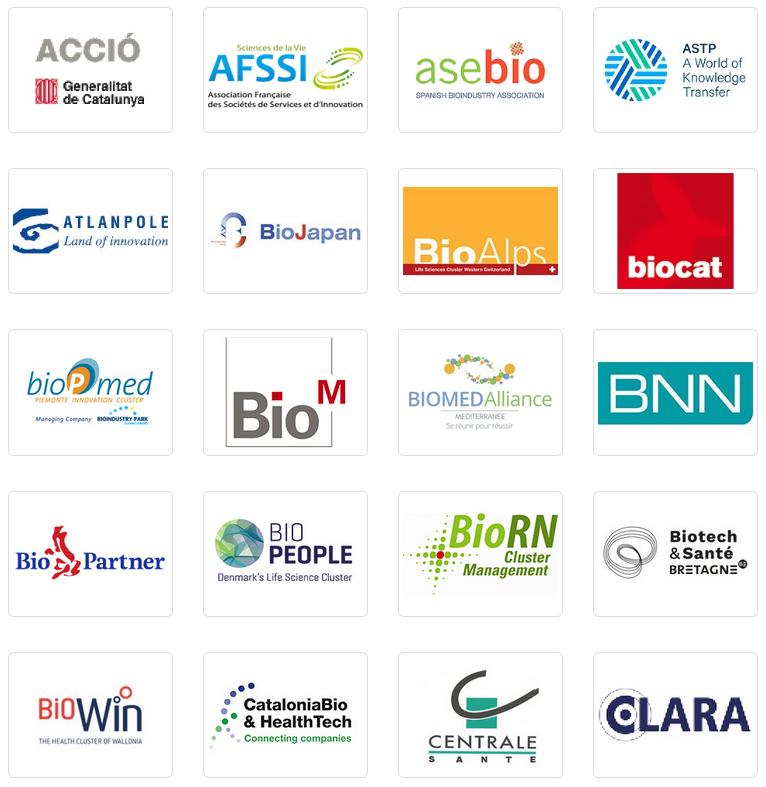 ACCIÓ
Generalitat
de Catalunya
Sciences de la Vie
AFSSI
Association Française
des Sociétés de Services et d'Innovation
asebio
SPANISH BIOINDUSTRY ASSOCIATION
ASTP
A World of
Knowledge
Transfer
ATLANPOLE
Land of innovation
BioJapan
BioAlps
Life Sciences Cluster Western Switzerland
biocat
bioPmed
PIEMONTE INNOVATION CLUSTER
Managing Company
BIOINDUSTRY PARK
BioM
BIOMEDAlliance
MEDITERRANEE
Se réunir pour réussir
BNN
BioPartner
BIO
PEOPLE
Denmark's Life Science Cluster
BioRN
Cluster
Management
Biotech
&Santé
BRETAGNE
BIOWin
THE HEALTH CLUSTER OF WALLONIA
CataloniaBio
& HealthTech
Connecting companies
CENTRALE
SANTE
CLARA